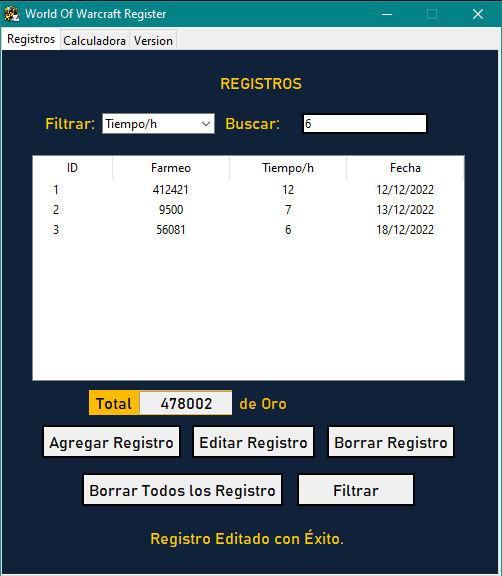 World Of Warcraft Register
Registros Calculadora Version
REGISTROS
Filtrar: Tiempo/h Buscar: 6
ID Farmeo Tiempo/h Fecha
1 412421 12 12/12/2022
2 9500 7 13/12/2022
3 56081 6 18/12/2022
Total 478002 de Oro
Agregar Registro Editar Registro Borrar Registro
Borrar Todos los Registro Filtrar
Registro Editado con Éxito.